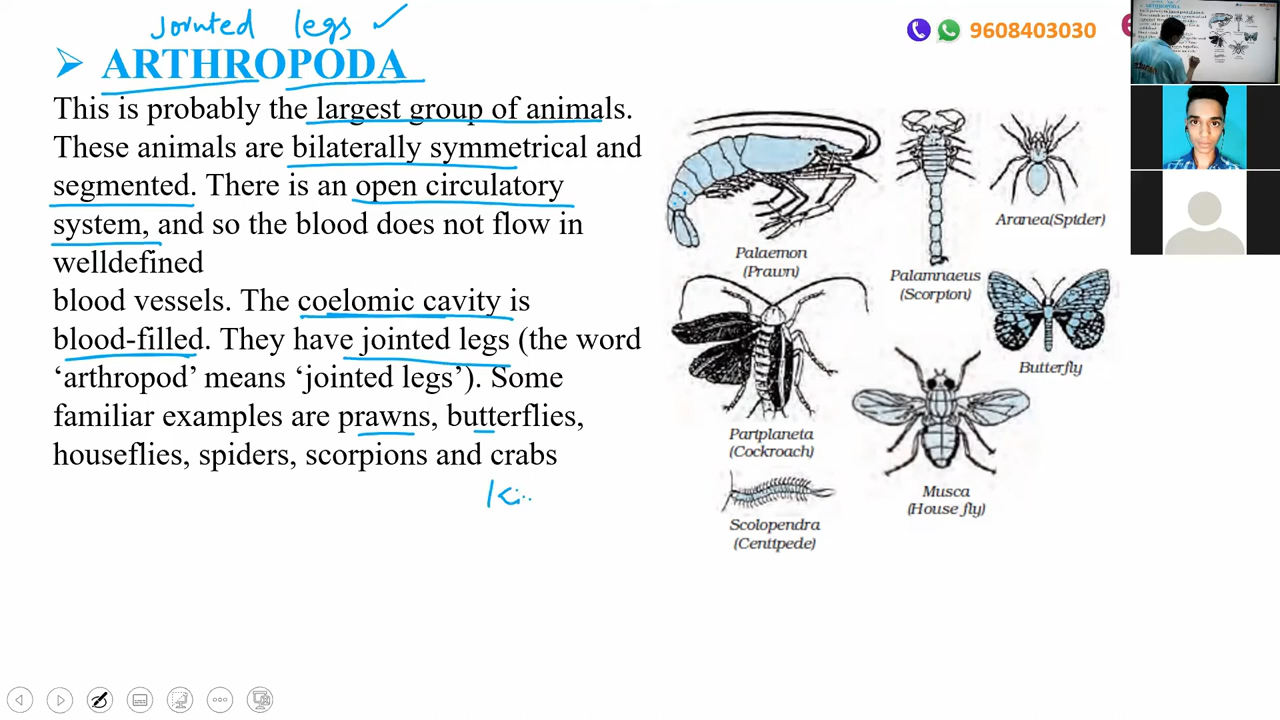 Jointed legs ✓
9608403030
➢ ARTHROPODA
This is probably the largest group of animals.
These animals are bilaterally symmetrical and
segmented. There is an open circulatory
system, and so the blood does not flow in
welldefined
blood vessels. The coelomic cavity is
blood-filled. They have jointed legs (the word
‘arthropod’ means ‘jointed legs’). Some
familiar examples are prawns, butterflies,
houseflies, spiders, scorpions and crabs
Palaemon
(Prawn)
Palamnaeus
(Scorpion)
Aranea(Spider)
Periplaneta
(Cockroach)
Butterfly
Scolopendra
(Centipede)
Musca
(House fly)